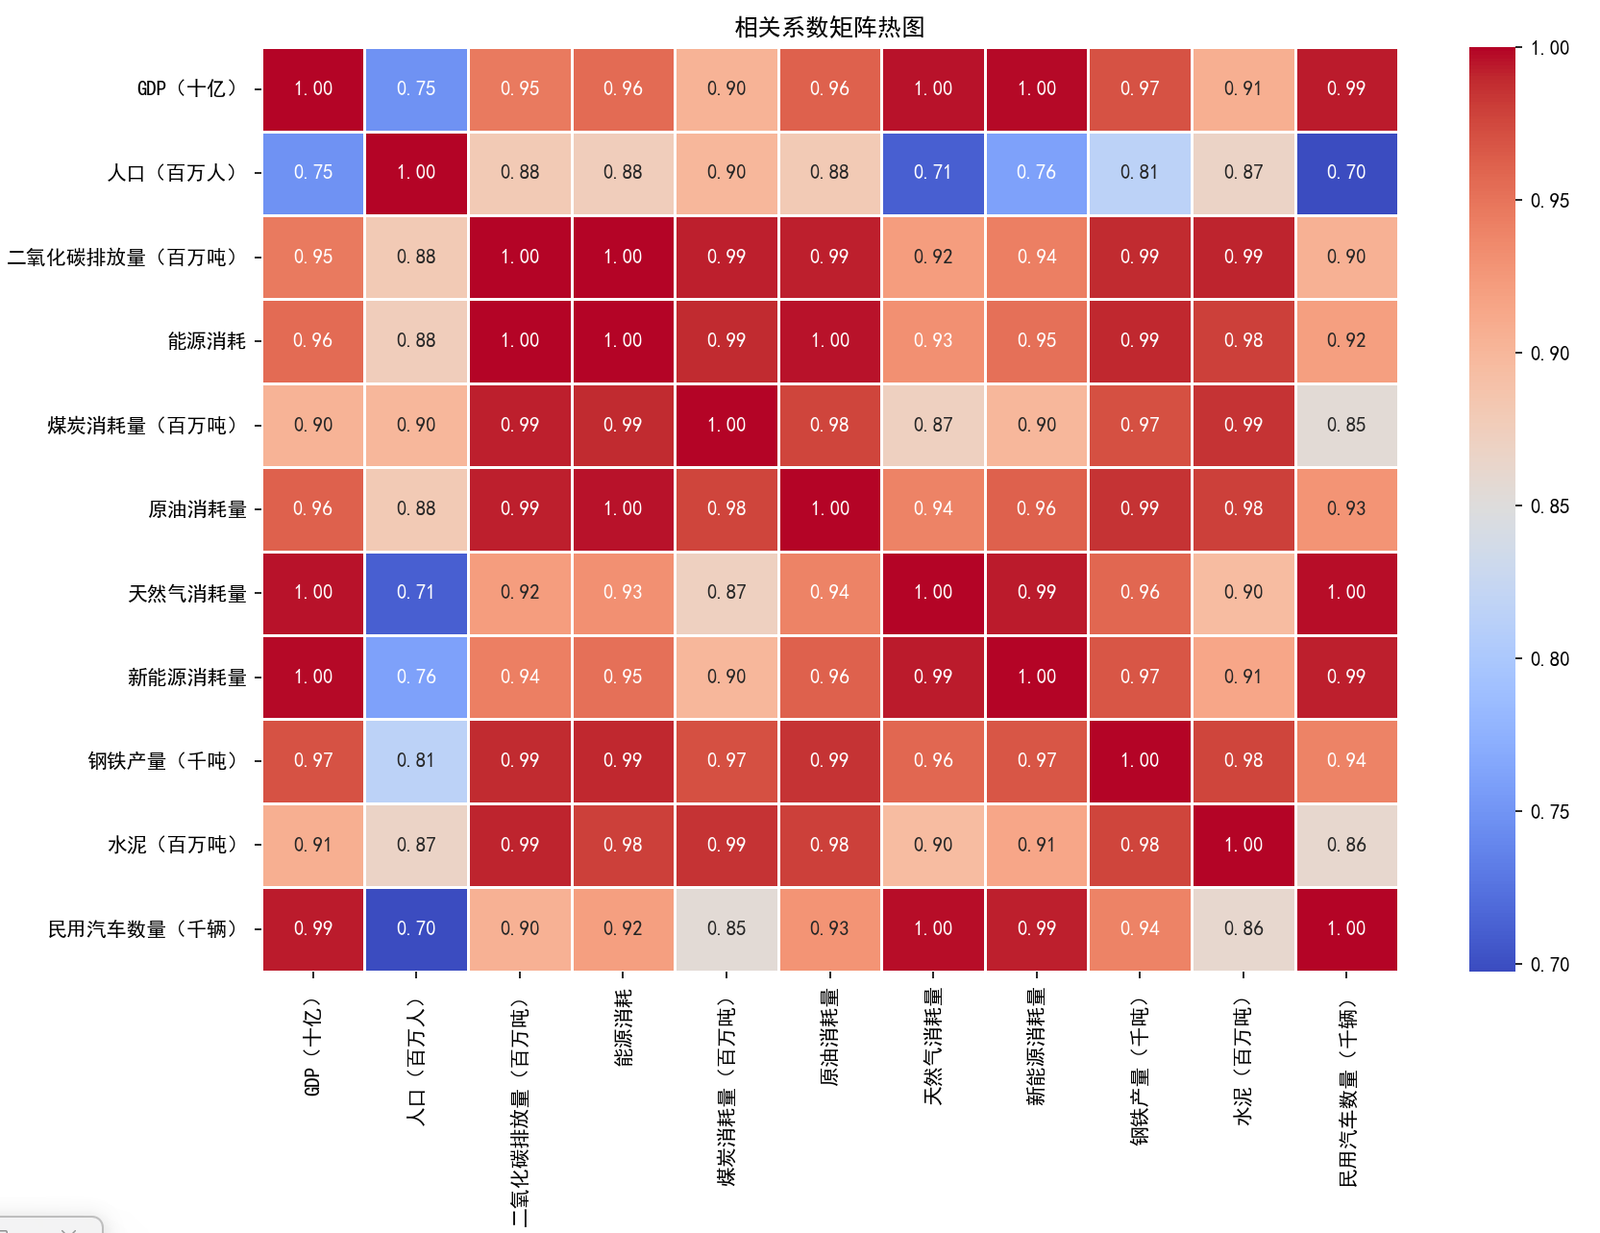 相关系数矩阵热图
GDP（十亿） 1.00 0.75 0.95 0.96 0.90 0.96 1.00 1.00 0.97 0.91 0.99
人口（百万人） 0.75 1.00 0.88 0.88 0.90 0.88 0.71 0.76 0.81 0.87 0.70
二氧化碳排放量（百万吨） 0.95 0.88 1.00 1.00 0.99 0.99 0.92 0.94 0.99 0.99 0.90
能源消耗 0.96 0.88 1.00 1.00 0.99 1.00 0.93 0.95 0.99 0.98 0.92
煤炭消耗量（百万吨） 0.90 0.90 0.99 0.99 1.00 0.98 0.87 0.90 0.97 0.99 0.85
原油消耗量 0.96 0.88 0.99 1.00 0.98 1.00 0.94 0.96 0.99 0.98 0.93
天然气消耗量 1.00 0.71 0.92 0.93 0.87 0.94 1.00 0.99 0.96 0.90 1.00
新能源消耗量 1.00 0.76 0.94 0.95 0.90 0.96 0.99 1.00 0.97 0.91 0.99
钢铁产量（千吨） 0.97 0.81 0.99 0.99 0.97 0.99 0.96 0.97 1.00 0.98 0.94
水泥（百万吨） 0.91 0.87 0.99 0.98 0.99 0.98 0.90 0.91 0.98 1.00 0.86
民用汽车数量（千辆） 0.99 0.70 0.90 0.92 0.85 0.93 1.00 0.99 0.94 0.86 1.00
GDP（十亿）
人口（百万人）
二氧化碳排放量（百万吨）
能源消耗
煤炭消耗量（百万吨）
原油消耗量
天然气消耗量
新能源消耗量
钢铁产量（千吨）
水泥（百万吨）
民用汽车数量（千辆）
1.00
0.95
0.90
0.85
0.80
0.75
0.70